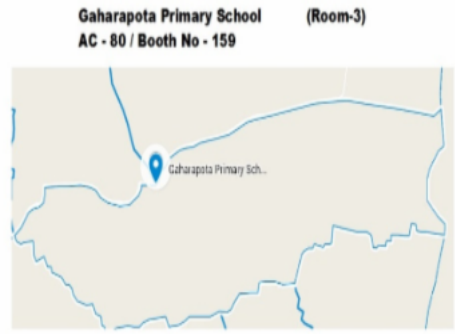 Gaharapota Primary School (Room-3)
AC - 80 / Booth No - 159
Gaharapota Primary Sch...